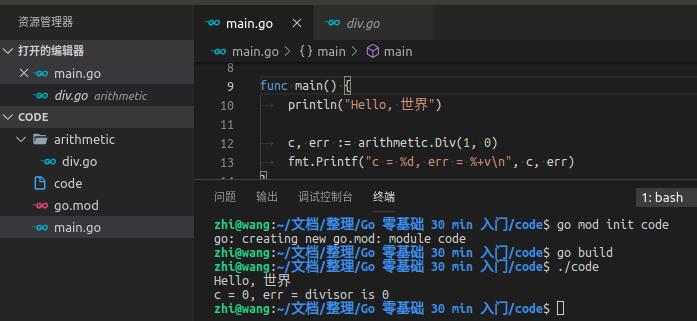 资源管理器
打开的编辑器
main.go
div.go arithmetic
CODE
arithmetic
div.go
code
go.mod
main.go
main.go
div.go
main.go > {} main > main
8
9 func main() {
10 println("Hello, 世界")
11
12 c, err := arithmetic.Div(1, 0)
13 fmt.Printf("c = %d, err = %+v\n", c, err)
问题 输出 调试控制台 终端 1: bash
zhi@wang:~/文档/整理/Go 零基础 30 min 入门/code$ go mod init code
go: creating new go.mod: module code
zhi@wang:~/文档/整理/Go 零基础 30 min 入门/code$ go build
zhi@wang:~/文档/整理/Go 零基础 30 min 入门/code$ ./code
Hello, 世界
c = 0, err = divisor is 0
zhi@wang:~/文档/整理/Go 零基础 30 min 入门/code$